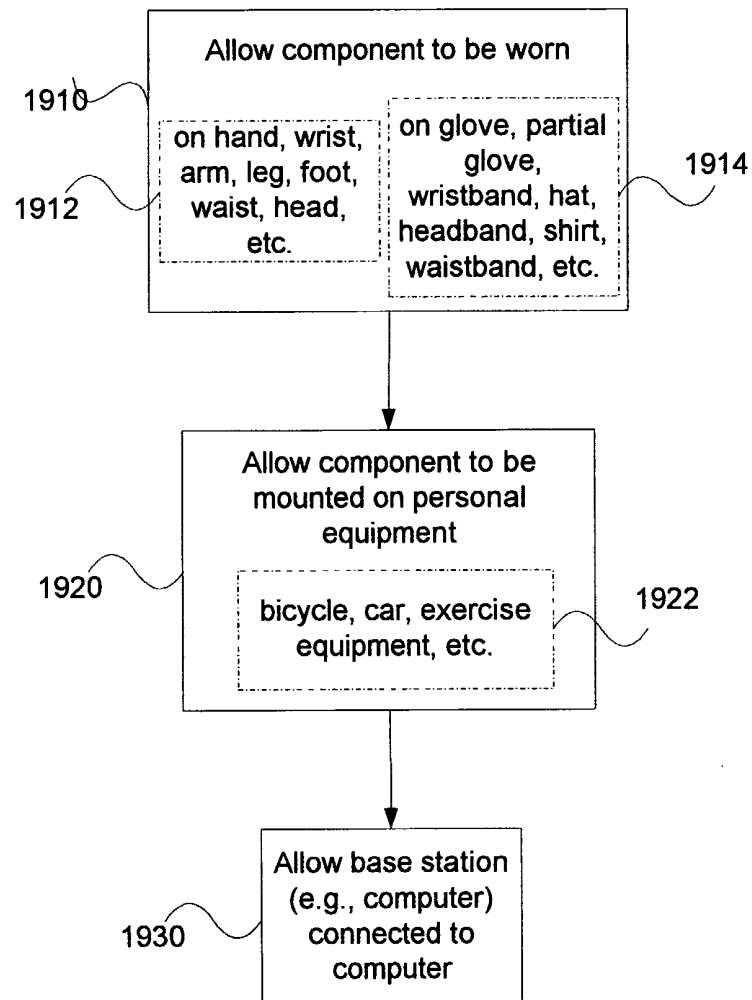 Allow component to be worn
1910
on hand, wrist,
arm, leg, foot,
waist, head,
etc.
1912
on glove, partial
glove,
wristband, hat,
headband, shirt,
waistband, etc.
1914
Allow component to be
mounted on personal
equipment
1920
bicycle, car, exercise
equipment, etc.
1922
Allow base station
(e.g., computer)
connected to
computer
1930